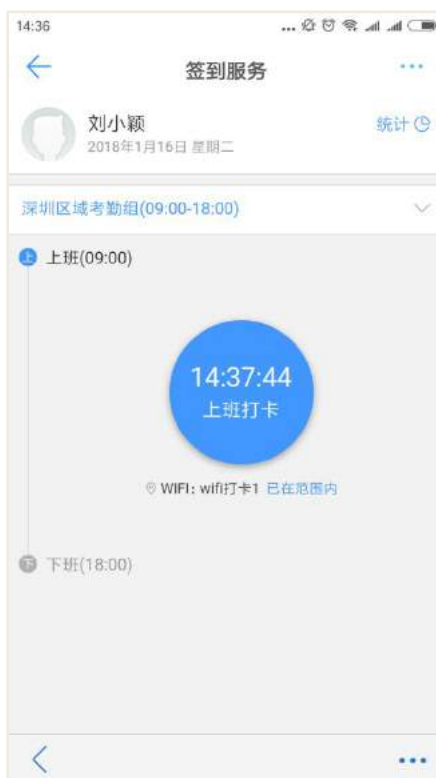 14:36
签到服务
刘小颖
统计
2018年1月16日 星期二
深圳区域考勤组(09:00-18:00)
上 上班(09:00)
14:37:44
上班打卡
WIFI: wifi打卡1 已在范围内
下 下班(18:00)